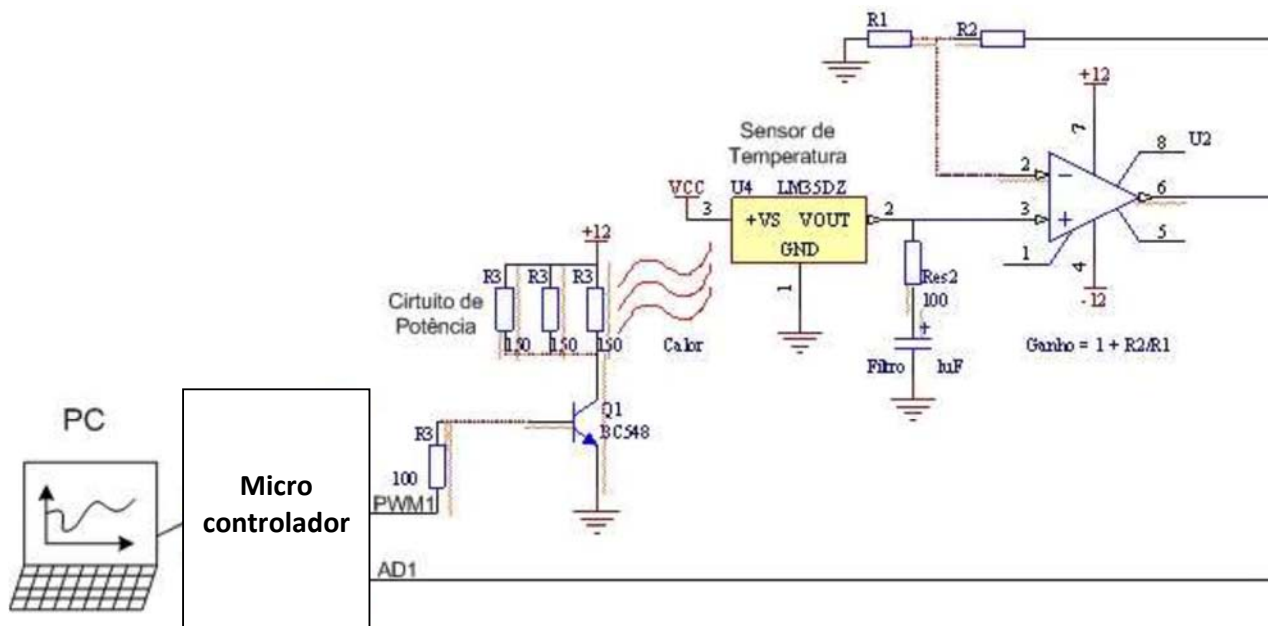 R1
R2
+12
7
8
U2
2
6
3
5
1
4
-12
Ganho = 1 + R2/R1
Sensor de
Temperatura
VCC
U4
LM35DZ
3
+VS
VOUT
2
GND
1
Res2
100
+
Filtro
1uF
+12
R3
R3
R3
Cirtuito de
Potência
150
150
150
Calor
Q1
BC548
R3
100
PC
Micro
controlador
PWM1
AD1